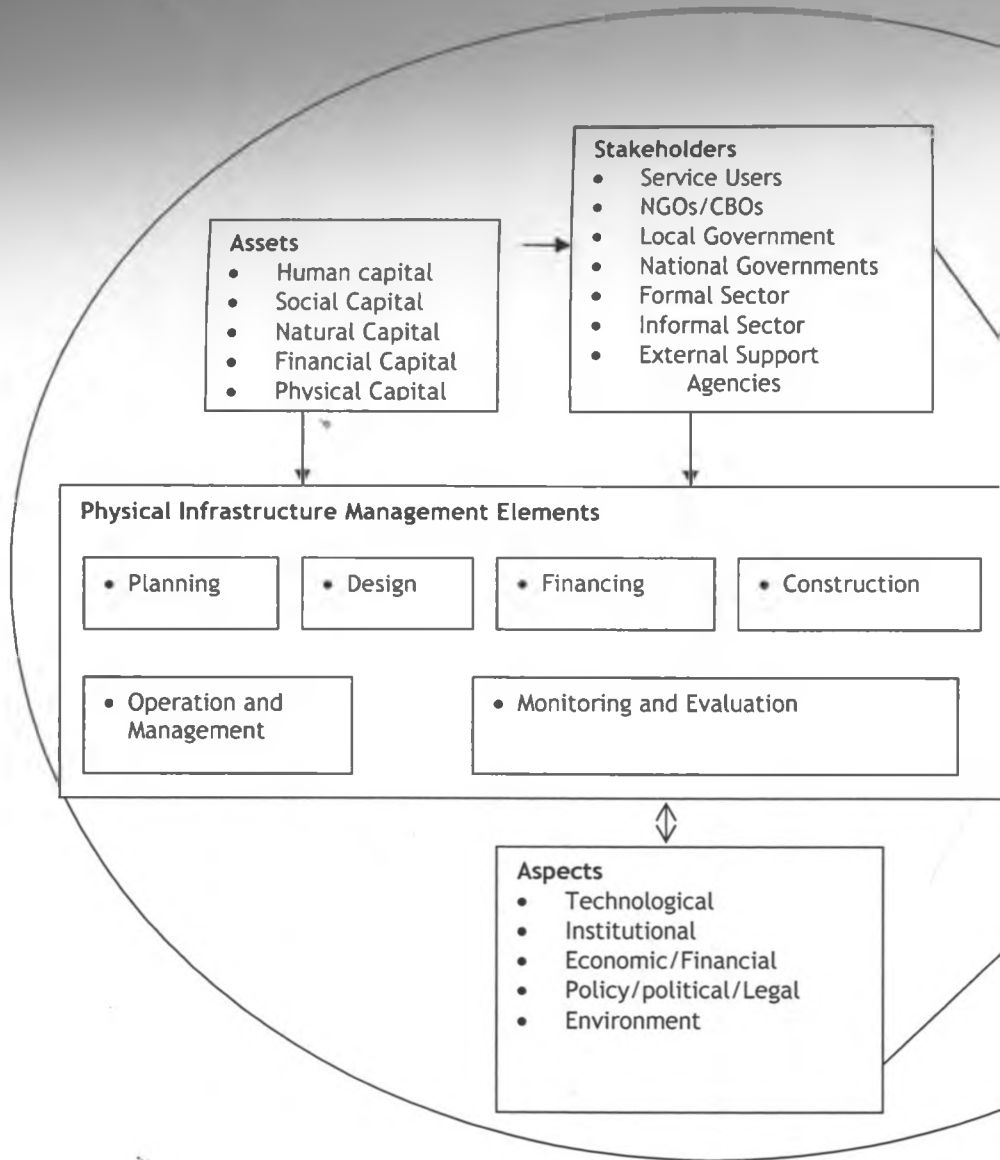 Stakeholders
• Service Users
• NGOs/CBOs
• Local Government
• National Governments
• Formal Sector
• Informal Sector
• External Support
Agencies
Assets
• Human capital
• Social Capital
• Natural Capital
• Financial Capital
• Physical Capital
Physical Infrastructure Management Elements
• Planning
• Design
• Financing
• Construction
• Operation and
Management
• Monitoring and Evaluation
Aspects
• Technological
• Institutional
• Economic/Financial
• Policy/political/Legal
• Environment